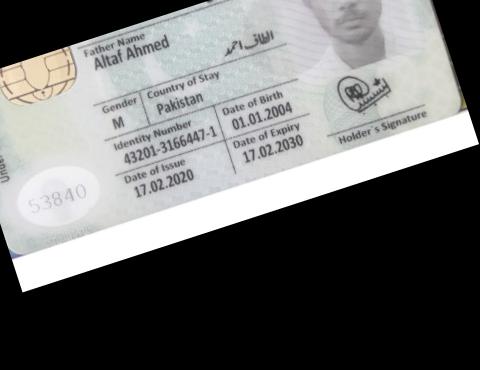 Father Name
Altaf Ahmed
الطاف احمد
Gender
Country of Stay
M
Pakistan
Identity Number
Date of Birth
43201-3166447-1
01.01.2004
Date of Issue
Date of Expiry
17.02.2020
17.02.2030
Holder's Signature
53840